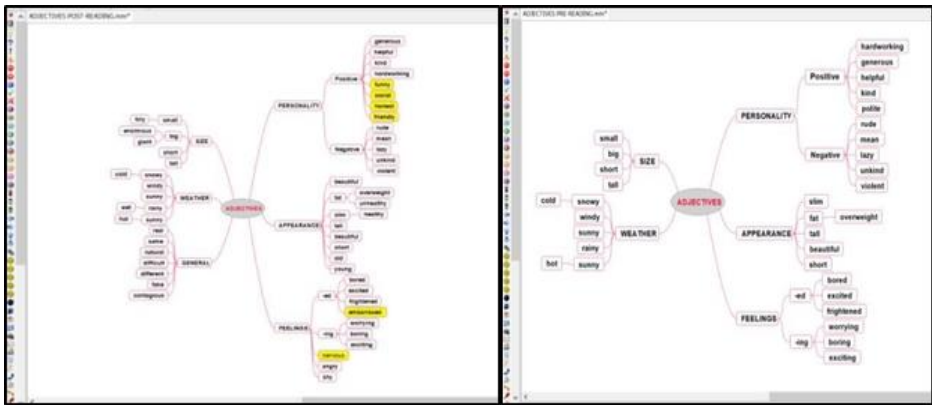 ADJECTIVES-POST-READING.mm*
ADJECTIVES
SIZE
tiny
small
enormous
giant
big
short
tall
WEATHER
cold
snowy
windy
sunny
wet
rainy
hot
sunny
GENERAL
real
same
natural
difficult
different
fake
PERSONALITY
Positive
generous
helpful
kind
hardworking
funny
social
honest
friendly
Negative
rude
mean
lazy
unkind
violent
APPEARANCE
beautiful
fat
overweight
unhealthy
slim
healthy
tall
beautiful
short
old
young
FEELINGS
-ed
bored
excited
frightened
-ing
worrying
boring
exciting
nervous
angry
shy
ADJECTIVES-PRE-READING.mm*
ADJECTIVES
SIZE
small
big
short
tall
WEATHER
cold
snowy
windy
sunny
rainy
hot
sunny
PERSONALITY
Positive
hardworking
generous
helpful
kind
polite
Negative
rude
mean
lazy
unkind
violent
APPEARANCE
slim
fat
overweight
tall
beautiful
short
FEELINGS
-ed
bored
excited
frightened
-ing
worrying
boring
exciting